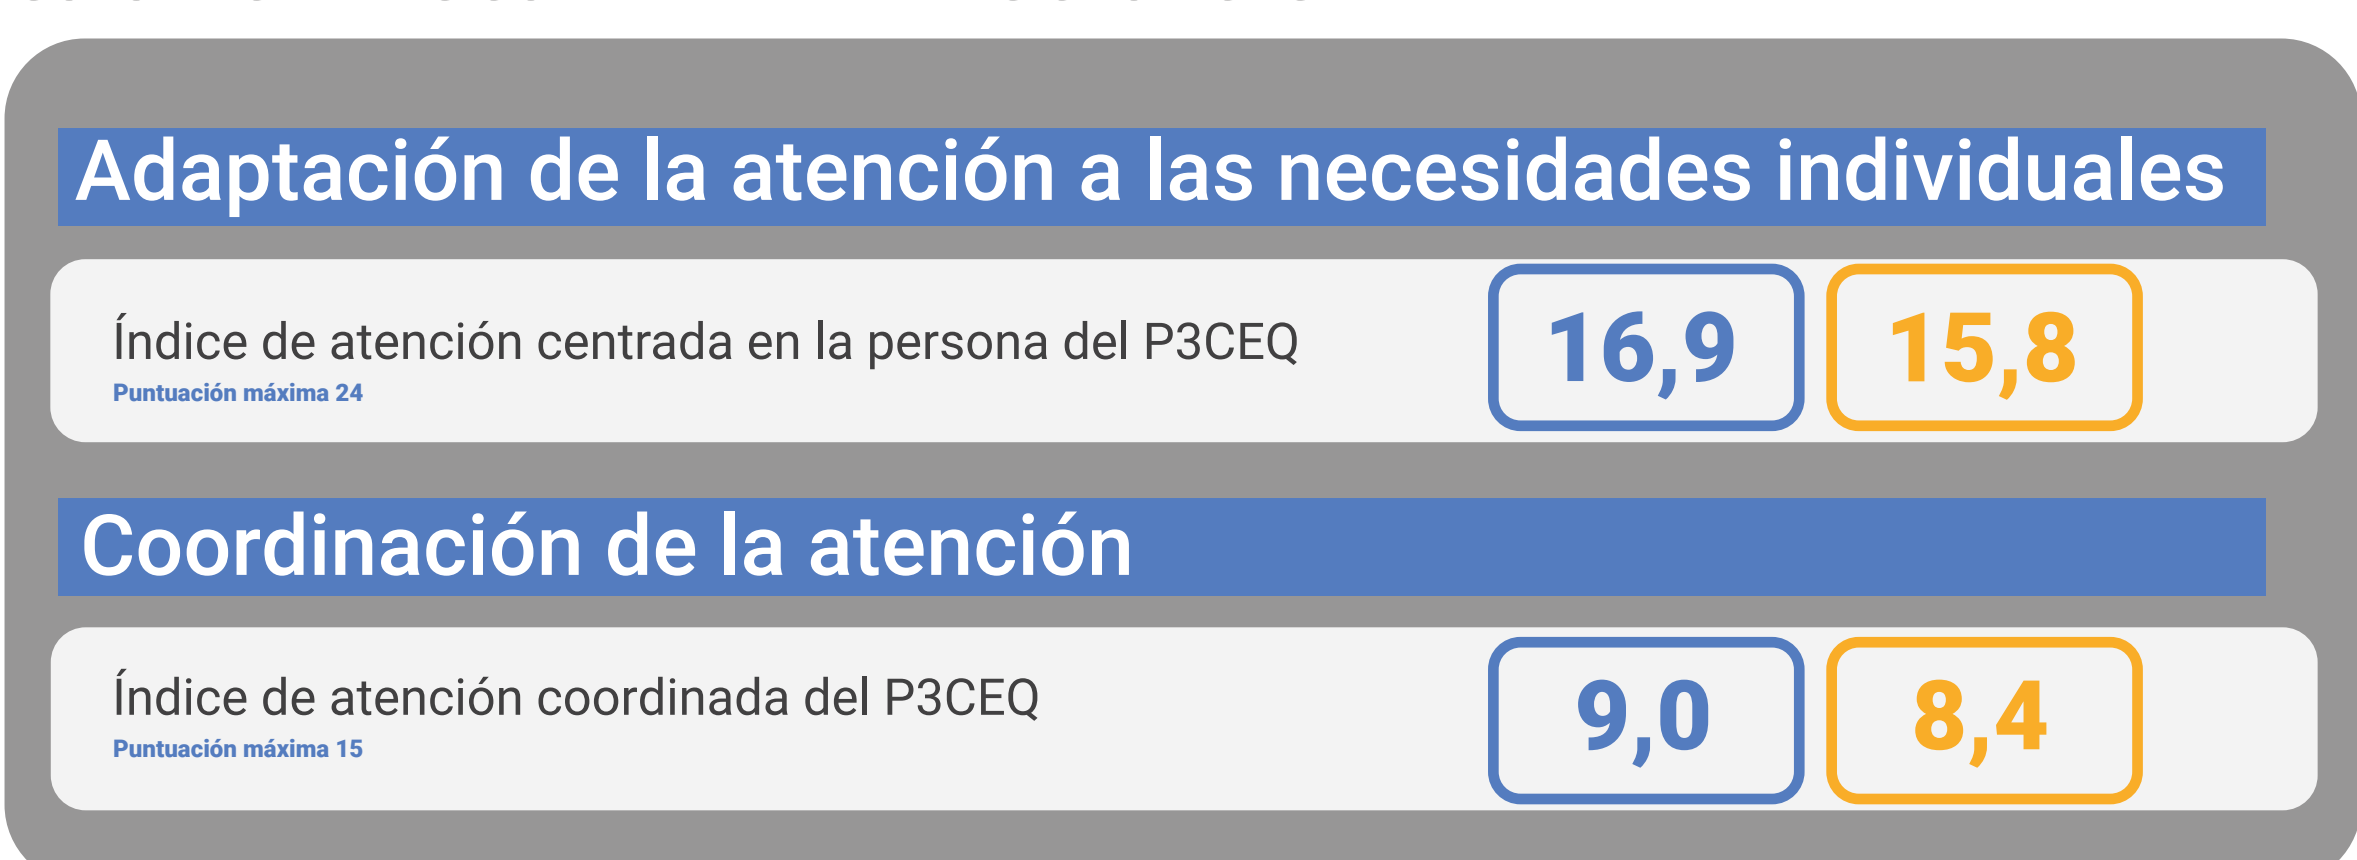 Adaptación de la atención a las necesidades individuales
Índice de atención centrada en la persona del P3CEQ
Puntuación máxima 24
16,9
15,8
Coordinación de la atención
Índice de atención coordinada del P3CEQ
Puntuación máxima 15
9,0
8,4